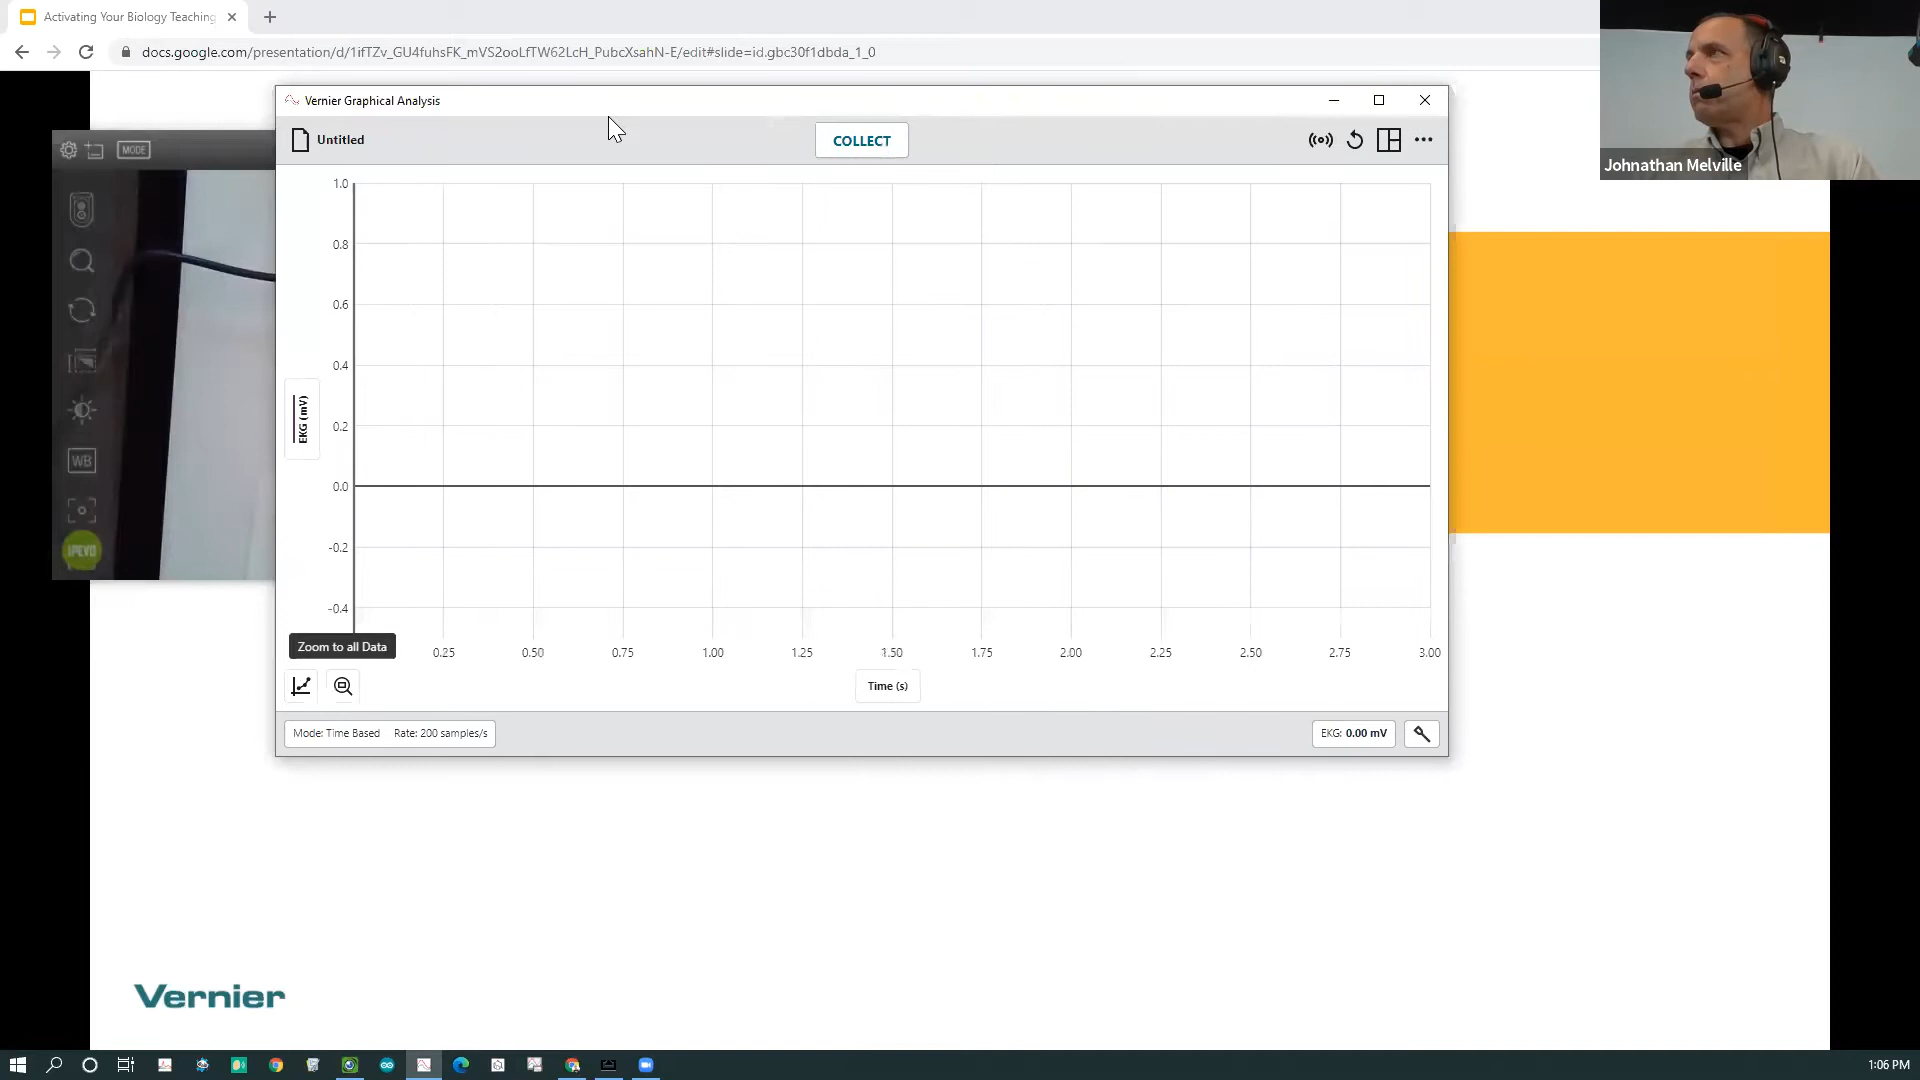 Activating Your Biology Teaching
docs.google.com/presentation/d/1ifTZv_GU4fuhsFK_mVS2ooLfTW62LcH_PubcXsahN-E/edit#slide=id.gbc30f1dbda_1_0
Johnathan Melville
Vernier Graphical Analysis
Untitled
COLLECT
MODE
WB
IPEVO
1.0
0.8
0.6
0.4
0.2
0.0
-0.2
-0.4
EKG (mV)
Zoom to all Data
0.25 0.50 0.75 1.00 1.25 1.50 1.75 2.00 2.25 2.50 2.75 3.00
Time (s)
Mode: Time Based Rate: 200 samples/s
EKG: 0.00 mV
Vernier
1:06 PM